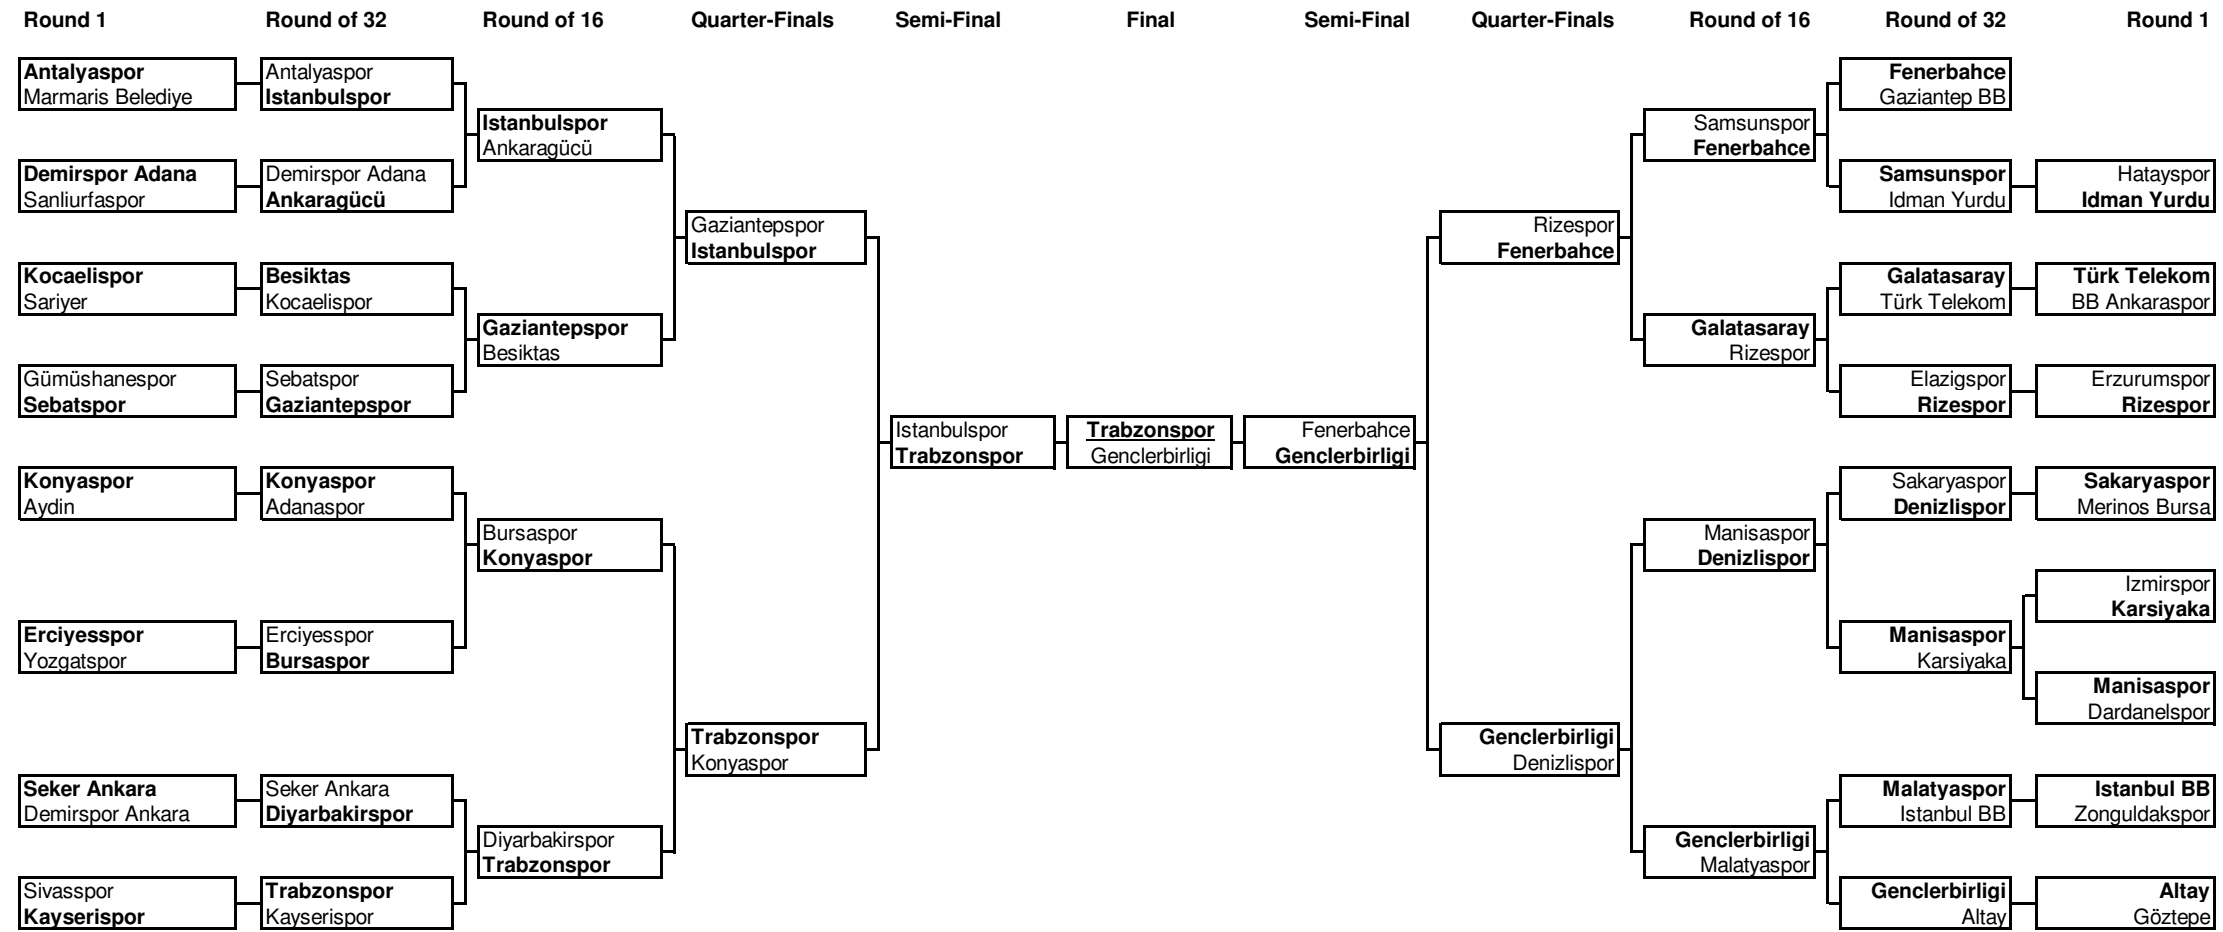 Round 1
Round of 32
Round of 16
Quarter-Finals
Semi-Final
Final
Semi-Final
Quarter-Finals
Round of 16
Round of 32
Round 1
Antalyaspor
Marmaris Belediye
Demirspor Adana
Sanliurfaspor
Kocaelispor
Sariyer
Gümüshanespor
Sebatspor
Konyaspor
Aydin
Erciyesspor
Yozgatspor
Seker Ankara
Demirspor Ankara
Sivasspor
Kayserispor
Antalyaspor
Istanbulspor
Demirspor Adana
Ankaragücü
Besiktas
Kocaelispor
Sebatspor
Gaziantepspor
Konyaspor
Adanaspor
Erciyesspor
Bursaspor
Seker Ankara
Diyarbakirspor
Trabzonspor
Kayserispor
Istanbulspor
Ankaragücü
Gaziantepspor
Besiktas
Bursaspor
Konyaspor
Diyarbakirspor
Trabzonspor
Gaziantepspor
Istanbulspor
Trabzonspor
Konyaspor
Istanbulspor
Trabzonspor
Trabzonspor
Genclerbirligi
Fenerbahce
Genclerbirligi
Rizespor
Fenerbahce
Genclerbirligi
Denizlispor
Samsunspor
Fenerbahce
Galatasaray
Rizespor
Manisaspor
Denizlispor
Genclerbirligi
Malatyaspor
Fenerbahce
Gaziantep BB
Samsunspor
Idman Yurdu
Galatasaray
Türk Telekom
Elazigspor
Rizespor
Sakaryaspor
Denizlispor
Manisaspor
Karsiyaka
Malatyaspor
Istanbul BB
Genclerbirligi
Altay
Hatayspor
Idman Yurdu
Türk Telekom
BB Ankaraspor
Erzurumspor
Rizespor
Sakaryaspor
Merinos Bursa
Izmirspor
Karsiyaka
Manisaspor
Dardanelspor
Istanbul BB
Zonguldakspor
Altay
Göztepe